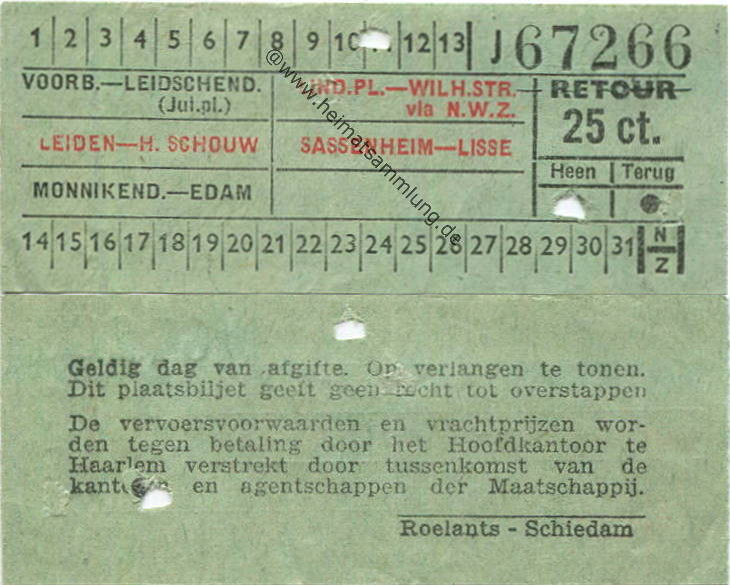 1 2 3 4 5 6 7 8 9 10 12 13 J 67266
VOORB.—LEIDSCHEND.
(Jul.pl.)
IND.PL.—WILH.STR.
via N.W.Z.
RETOUR
25 ct.
LEIDEN—H. SCHOUW
SASSENHEIM—LISSE
Heen Terug
MONNIKEND.—EDAM
14 15 16 17 18 19 20 21 22 23 24 25 26 27 28 29 30 31 N/Z
@www.heimatsammlung.de
Geldig dag van afgifte. Op verlangen te tonen.
Dit plaatsbiljet geeft geen recht tot overstappen
De vervoersvoorwaarden en vrachtprijzen wor-
den tegen betaling door het Hoofdkantoor te
Haarlem verstrekt door tussenkomst van de
en agentschappen der Maatschappij.
Roelants - Schiedam